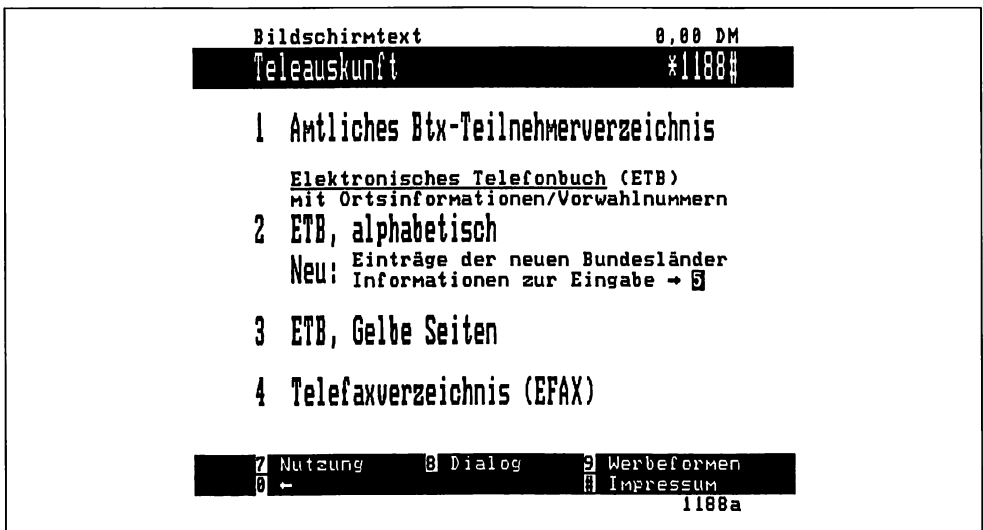 Bildschirmtext 0,00 DM
Teleauskunft *1188#
1 Amtliches Btx-Teilnehmerverzeichnis
Elektronisches Telefonbuch (ETB)
mit Ortsinformationen/Vorwahlnummern
2 ETB, alphabetisch
Neu: Einträge der neuen Bundesländer
Informationen zur Eingabe → 5
3 ETB, Gelbe Seiten
4 Telefaxverzeichnis (EFAX)
7 Nutzung 8 Dialog 9 Werbeformen
0 ← # Impressum
1188a